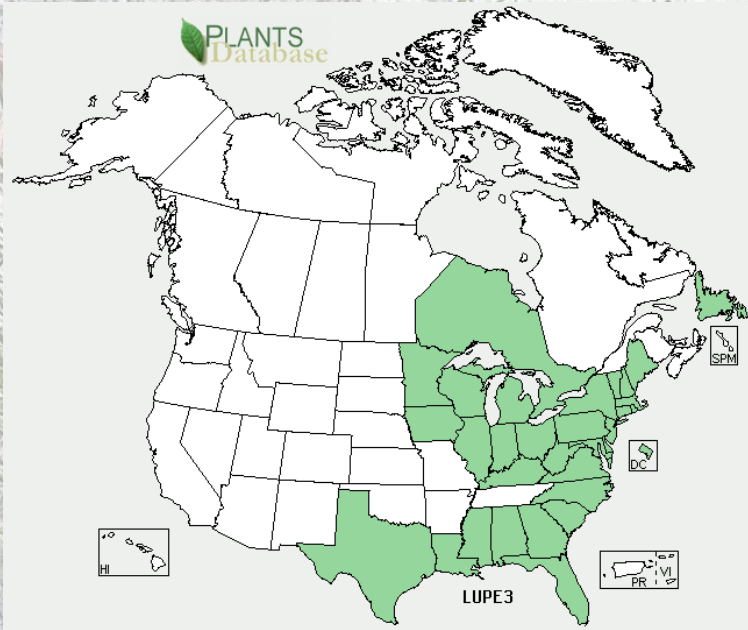 PLANTS
Database
SPM
DC
HI
PR
VI
LUPE3